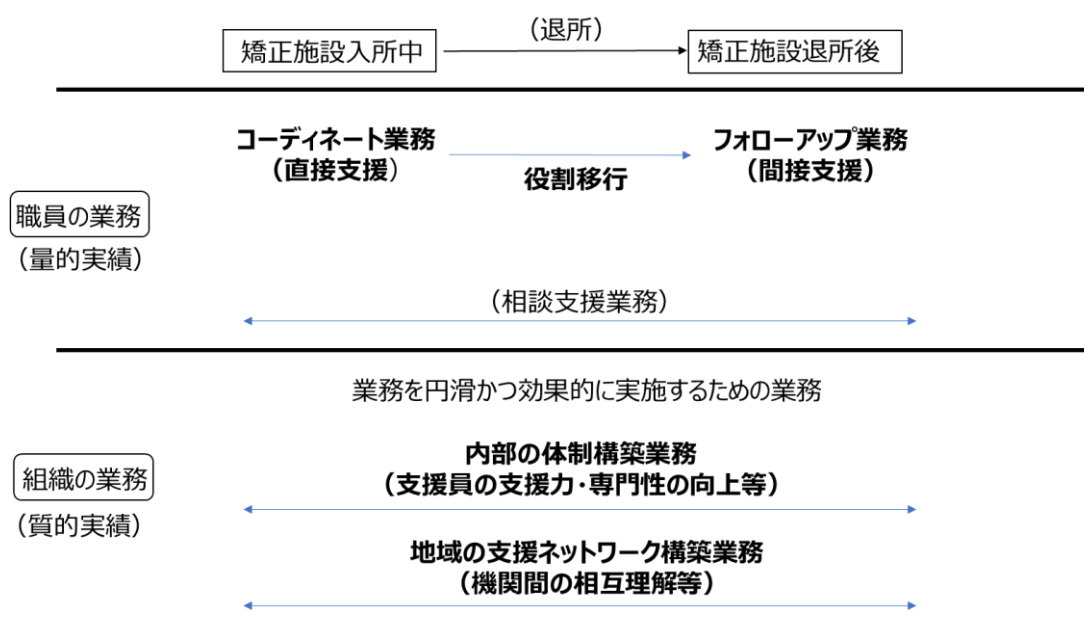 （退所）
矯正施設入所中
矯正施設退所後
コーディネート業務
（直接支援）
役割移行
フォローアップ業務
（間接支援）
職員の業務
（量的実績）
（相談支援業務）
業務を円滑かつ効果的に実施するための業務
内部の体制構築業務
（支援員の支援力・専門性の向上等）
組織の業務
（質的実績）
地域の支援ネットワーク構築業務
（機関間の相互理解等）